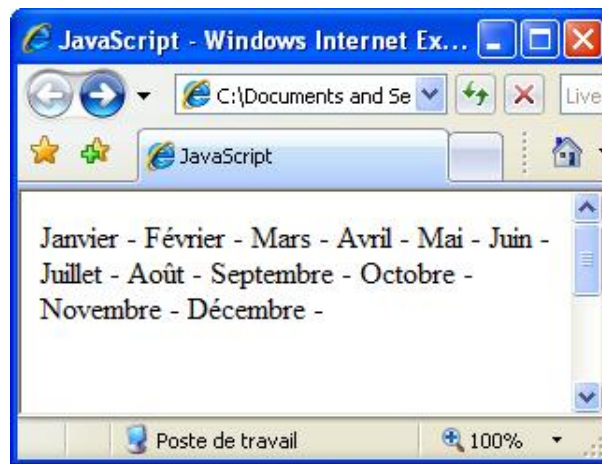 JavaScript - Windows Internet Ex...
C:\Documents and Se
Live
JavaScript
Janvier - Février - Mars - Avril - Mai - Juin -
Juillet - Août - Septembre - Octobre -
Novembre - Décembre -
Poste de travail
100%